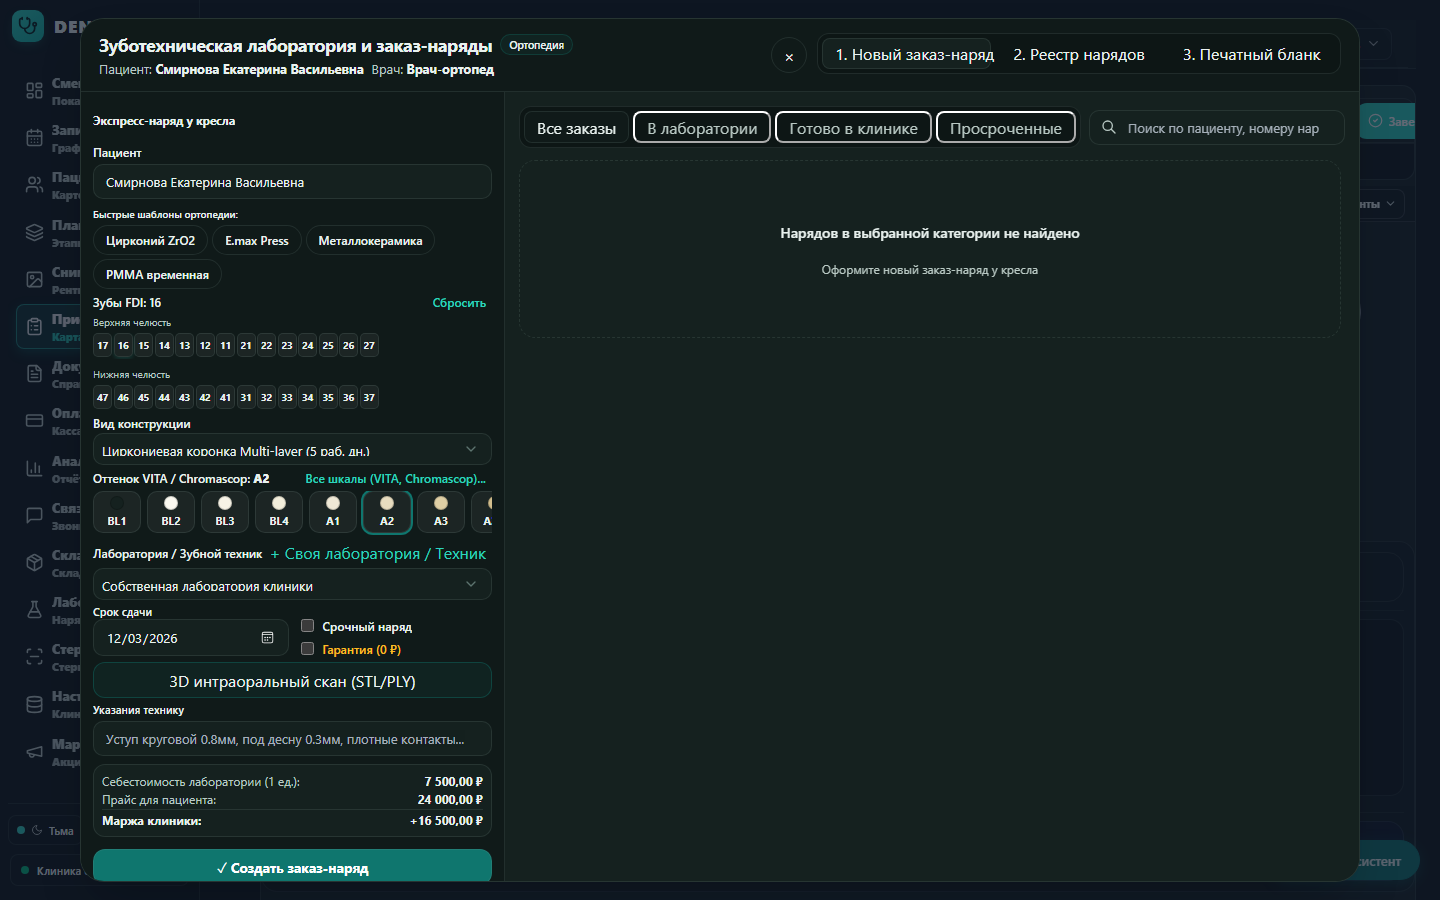 DEN
Зуботехническая лаборатория и заказ-наряды
Ортопедия
Пациент: Смирнова Екатерина Васильевна Врач: Врач-ортопед
×
1. Новый заказ-наряд
2. Реестр нарядов
3. Печатный бланк
Экспресс-наряд у кресла
Пациент
Смирнова Екатерина Васильевна
Быстрые шаблоны ортопедии:
Цирконий ZrO2
E.max Press
Металлокерамика
PMMA временная
Зубы FDI: 16
Сбросить
Верхняя челюсть
17 16 15 14 13 12 11 21 22 23 24 25 26 27
Нижняя челюсть
47 46 45 44 43 42 41 31 32 33 34 35 36 37
Вид конструкции
Циркониевая коронка Multi-layer (5 раб. дн.)
Оттенок VITA / Chromascop: A2
Все шкалы (VITA, Chromascop)...
BL1 BL2 BL3 BL4 A1 A2 A3
Лаборатория / Зубной техник
+ Своя лаборатория / Техник
Собственная лаборатория клиники
Срок сдачи
12/03/2026
Срочный наряд
Гарантия (0 ₽)
3D интраоральный скан (STL/PLY)
Указания технику
Уступ круговой 0.8мм, под десну 0.3мм, плотные контакты...
Себестоимость лаборатории (1 ед.): 7 500,00 ₽
Прайс для пациента: 24 000,00 ₽
Маржа клиники: +16 500,00 ₽
✓ Создать заказ-наряд
Все заказы
В лаборатории
Готово в клинике
Просроченные
Поиск по пациенту, номеру нар
Нарядов в выбранной категории не найдено
Оформите новый заказ-наряд у кресла
Тьма
Клиника